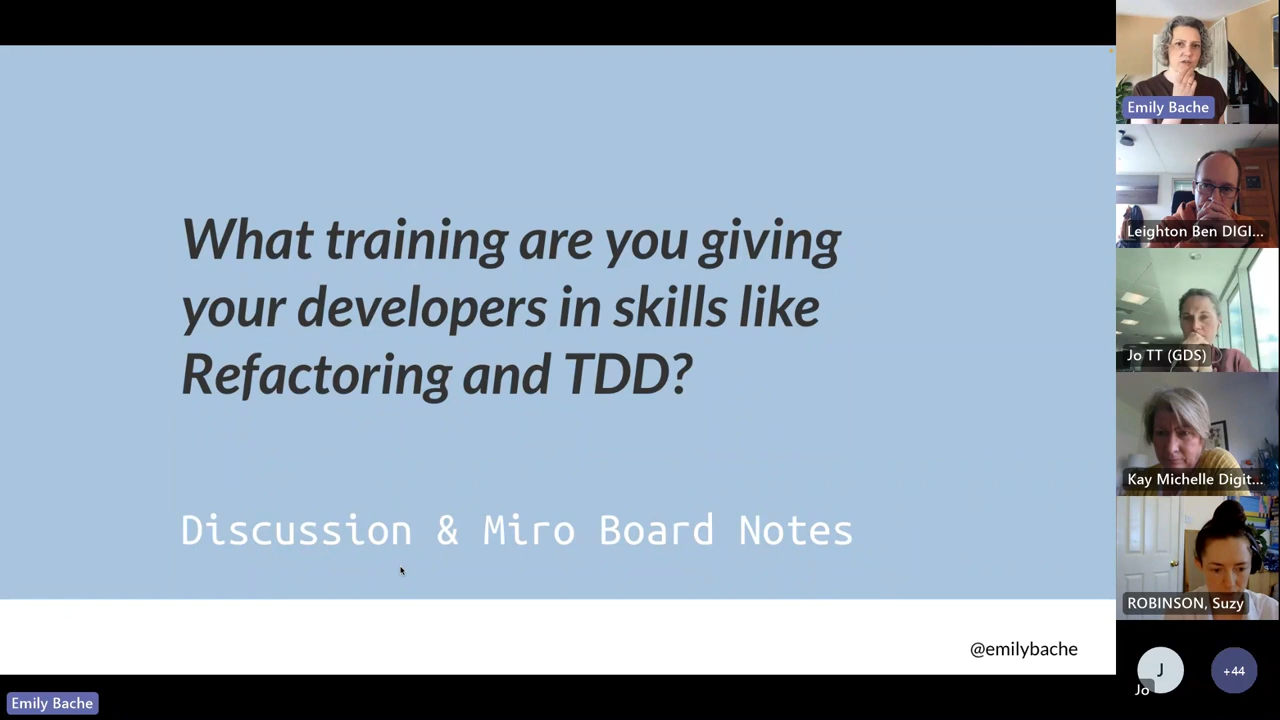 What training are you giving
your developers in skills like
Refactoring and TDD?
Discussion & Miro Board Notes
@emilybache
Emily Bache
Emily Bache
Leighton Ben DIGI...
Jo TT (GDS)
Kay Michelle Digit...
ROBINSON, Suzy
J
Jo
+44